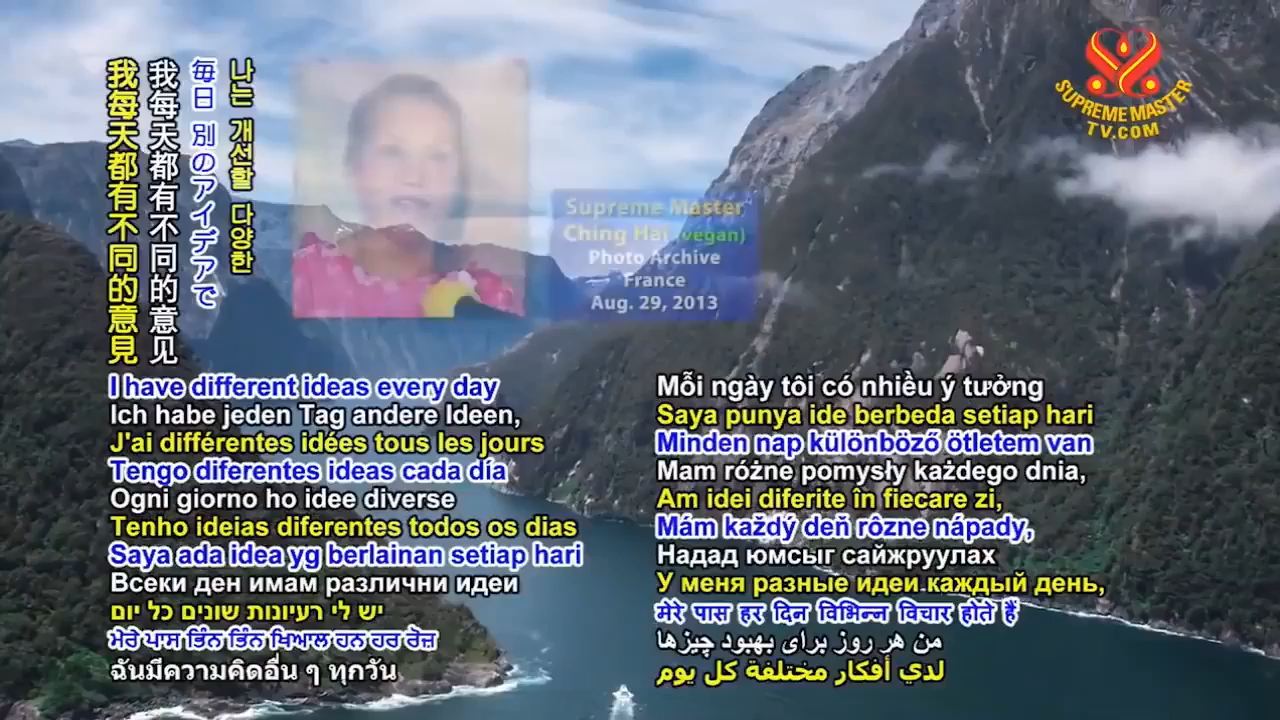 SUPREME MASTER
TV.COM
나는 개선할 다양한
毎日 別のアイデアで
我每天都有不同的意见
我每天都有不同的意見
Supreme Master
Ching Hai (vegan)
Photo Archive
France
Aug. 29, 2013
I have different ideas every day
Ich habe jeden Tag andere Ideen,
J'ai différentes idées tous les jours
Tengo diferentes ideas cada día
Ogni giorno ho idee diverse
Tenho ideias diferentes todos os dias
Saya ada idea yg berlainan setiap hari
Всеки ден имам различни идеи
יש לי רעיונות שונים כל יום
ਮੇਰੇ ਪਾਸ ਭਿੰਨ ਭਿੰਨ ਖਿਆਲ ਹਨ ਹਰ ਰੋਜ਼
ฉันมีความคิดอื่น ๆ ทุกวัน
Mỗi ngày tôi có nhiều ý tưởng
Saya punya ide berbeda setiap hari
Minden nap különböző ötletem van
Mam różne pomysły każdego dnia,
Am idei diferite în fiecare zi,
Mám každý deň rôzne nápady,
Надад юмсыг сайжруулах
У меня разные идеи каждый день,
मेरे पास हर दिन विभिन्न विचार होते हैं
من هر روز برای بهبود چیزها
لدي أفكار مختلفة كل يوم